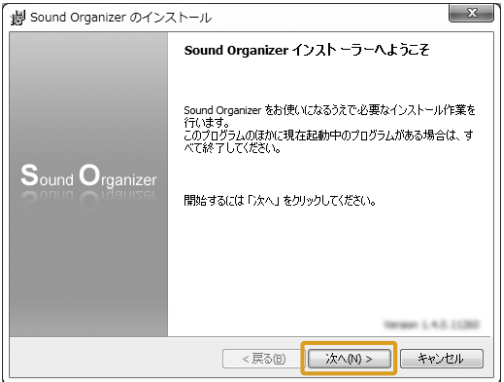 Sound Organizer のインストール
Sound Organizer インストーラーへようこそ
Sound Organizer をお使いになるうえで必要なインストール作業を
行います。
このプログラムのほかに現在起動中のプログラムがある場合は、す
べて終了してください。
Sound Organizer
開始するには「次へ」をクリックしてください。
Version 1.4.0.11260
< 戻る(B)
次へ(N) >
キャンセル